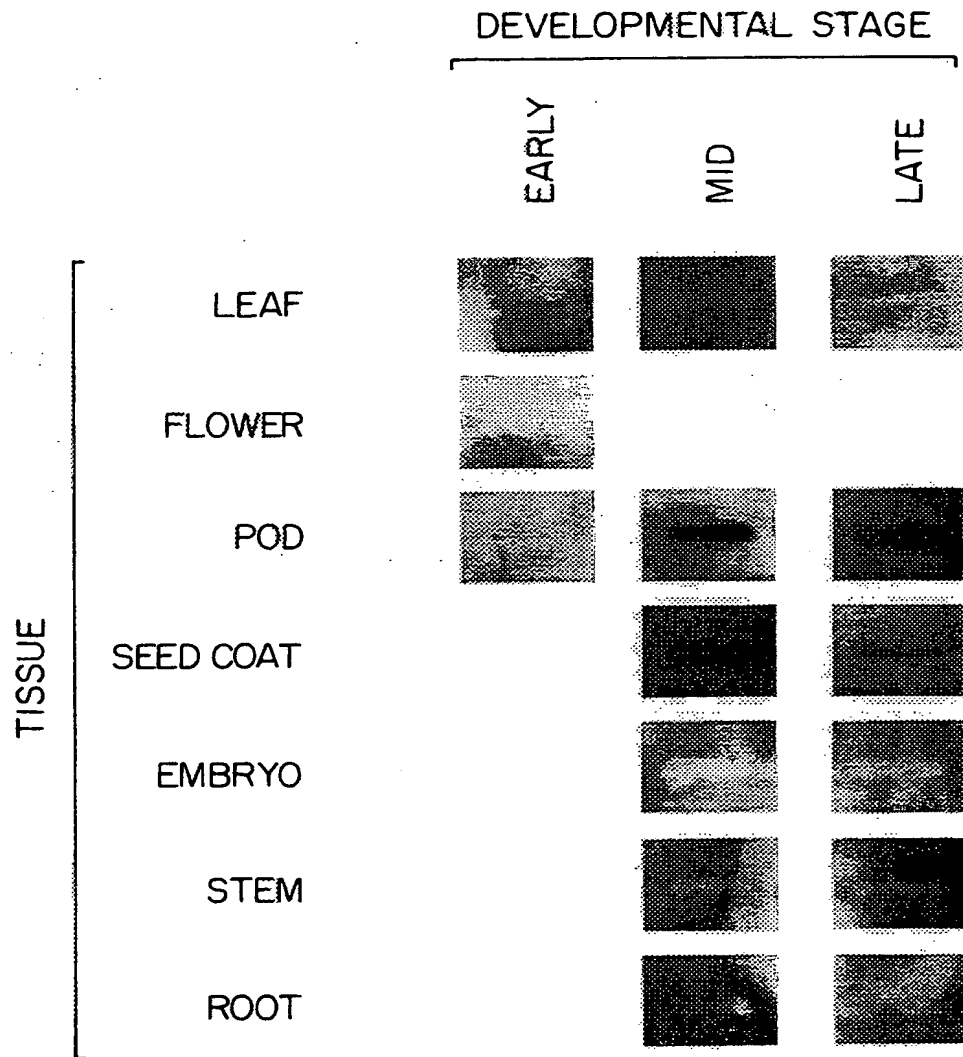 DEVELOPMENTAL STAGE
EARLY
MID
LATE
TISSUE
LEAF
FLOWER
POD
SEED COAT
EMBRYO
STEM
ROOT